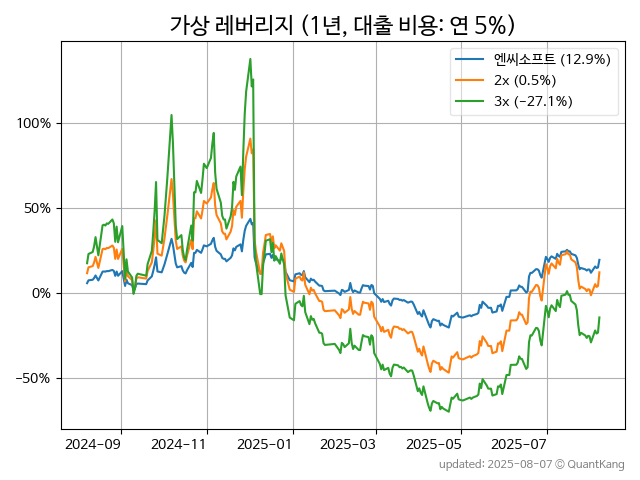 가상 레버리지 (1년, 대출 비용: 연 5%)
엔씨소프트 (12.9%)
2x (0.5%)
3x (−27.1%)
100%
50%
0%
−50%
2024-09
2024-11
2025-01
2025-03
2025-05
2025-07
updated: 2025-08-07 © QuantKang